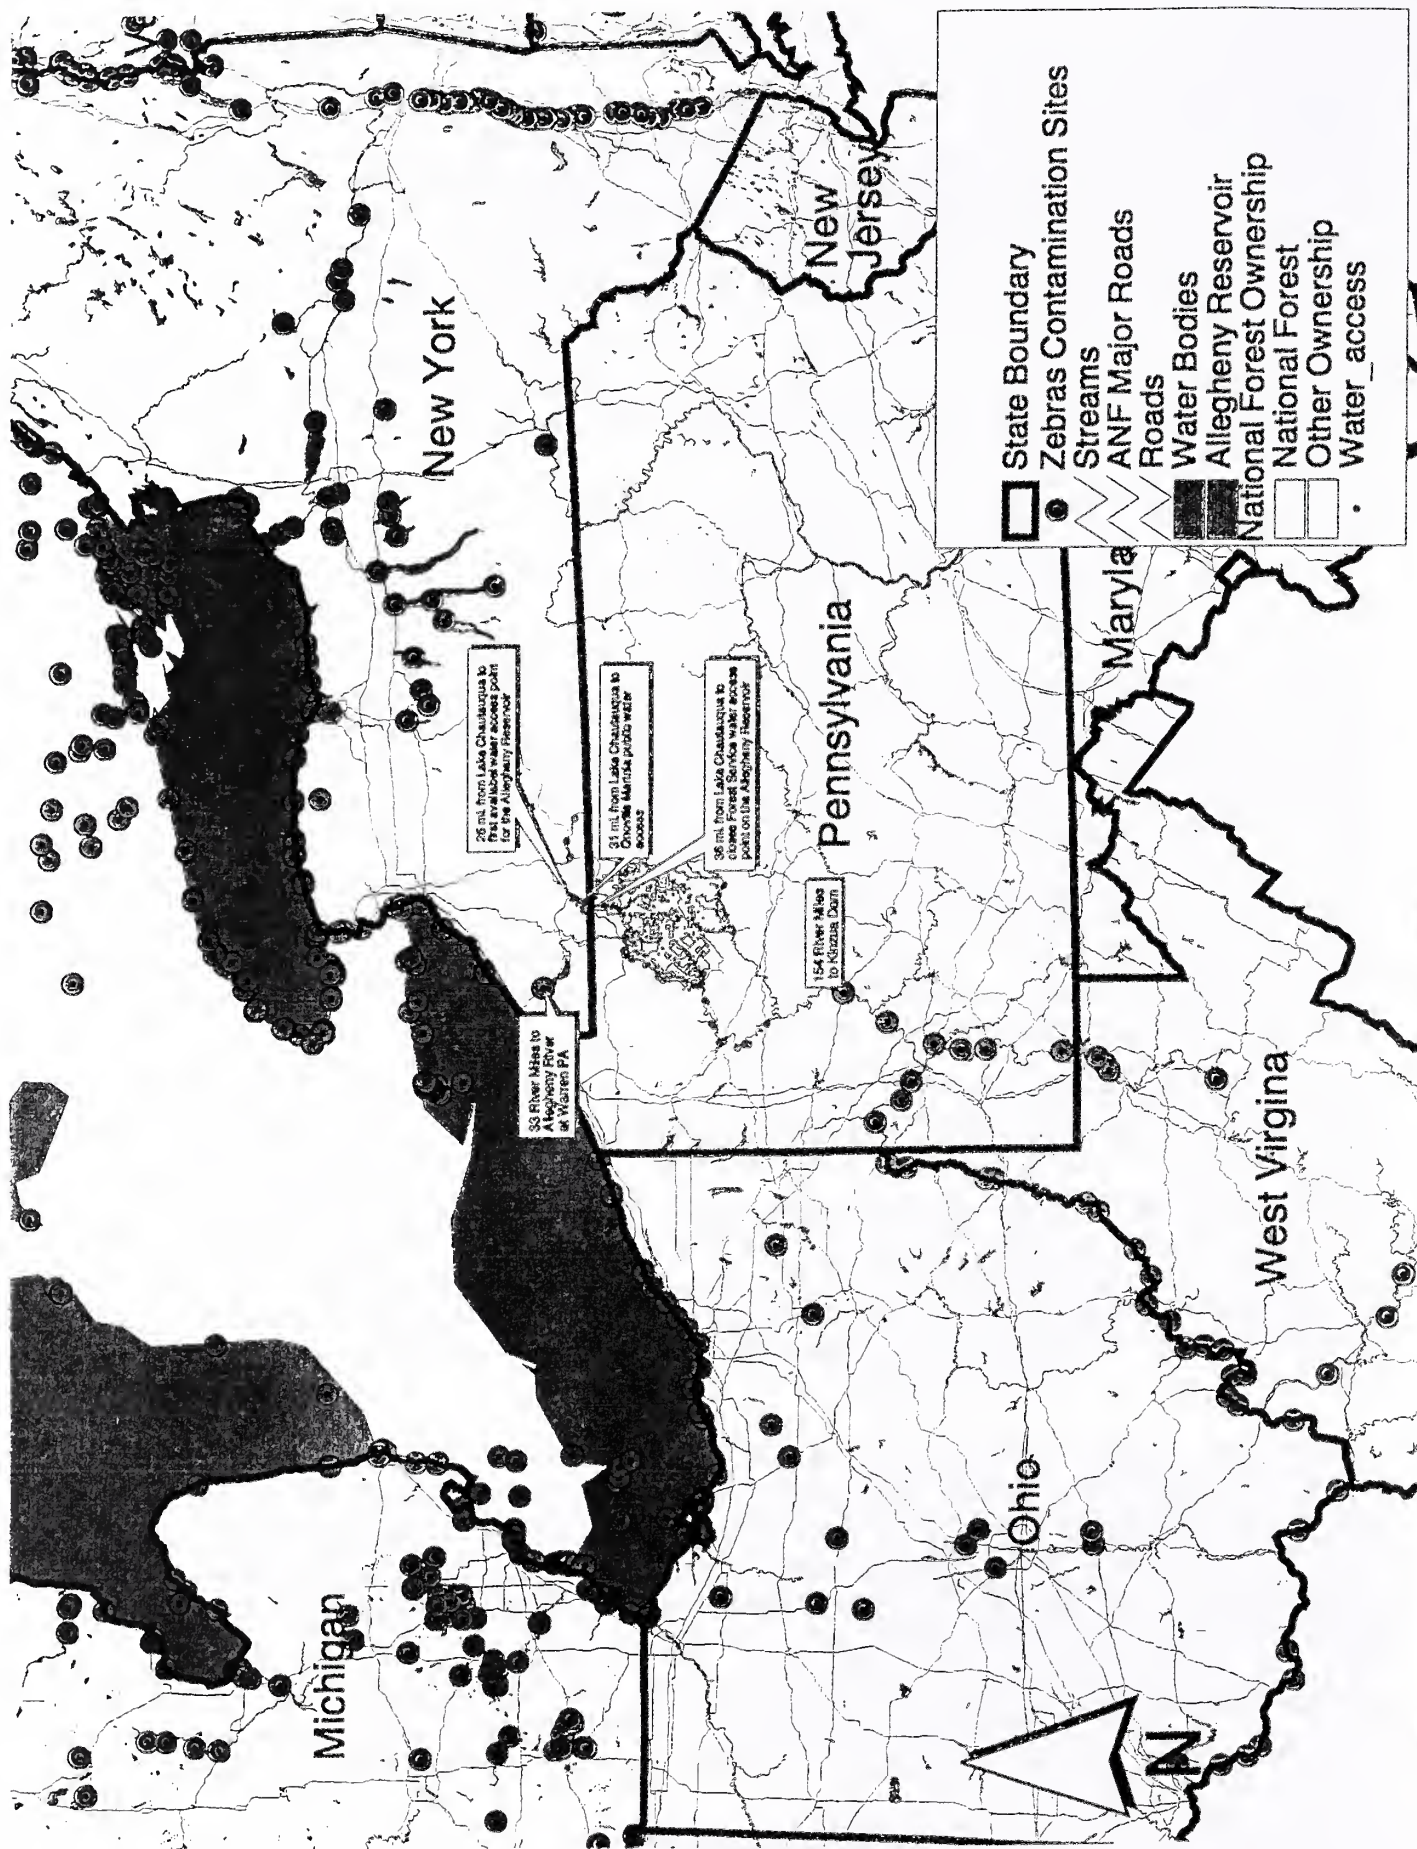 New York
New
Jersey
Pennsylvania
Maryla
West Virgina
Ohio
Michigan
26 mi. from Lake Chautauqua to
first available water access point
for the Allegheny Reservoir
31 mi. from Lake Chautauqua to
Onoville Marina public water
access
36 mi. from Lake Chautauqua to
closes Forest Service water access
point on the Allegheny Reservoir
33 River Miles to
Allegheny River
at Warren PA
154 River Miles
to Kinzua Dam
State Boundary
Zebras Contamination Sites
Streams
ANF Major Roads
Roads
Water Bodies
Allegheny Reservoir
National Forest Ownership
National Forest
Other Ownership
Water_access
N